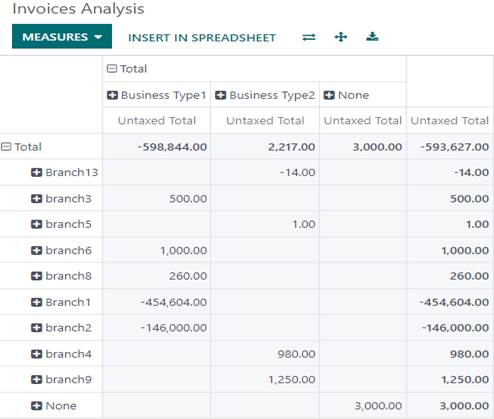 Invoices Analysis
MEASURES INSERT IN SPREADSHEET
Total
Business Type1 Business Type2 None
Untaxed Total Untaxed Total Untaxed Total Untaxed Total
Total -598,844.00 2,217.00 3,000.00 -593,627.00
Branch13 -14.00 -14.00
branch3 500.00 500.00
branch5 1.00 1.00
branch6 1,000.00 1,000.00
branch8 260.00 260.00
Branch1 -454,604.00 -454,604.00
branch2 -146,000.00 -146,000.00
branch4 980.00 980.00
branch9 1,250.00 1,250.00
None 3,000.00 3,000.00